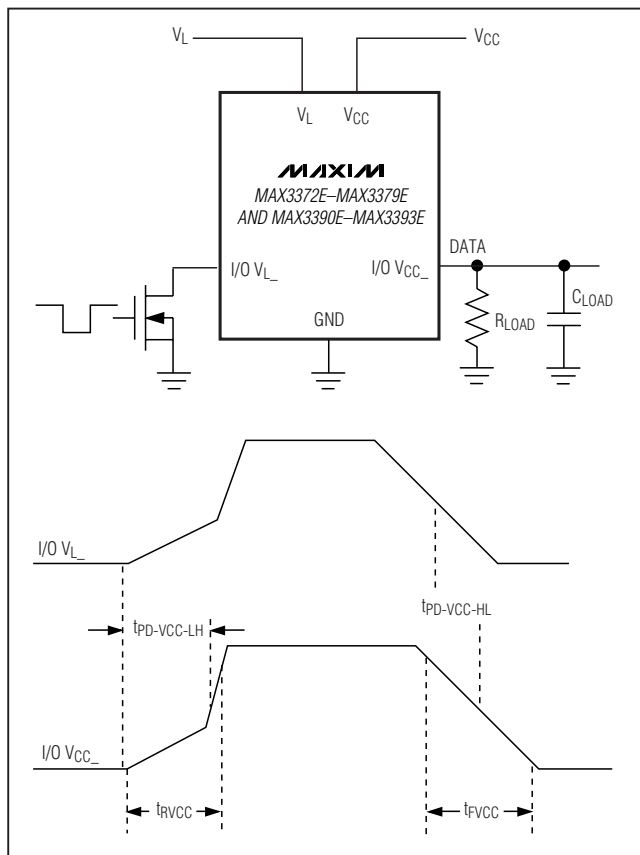 VL VCC
VL VCC
MAXIM
MAX3372E–MAX3379E
AND MAX3390E–MAX3393E
DATA
I/O VL_ I/O VCC_
CLOAD
RLOAD
GND
I/O VL_
tPD-VCC-HL
tPD-VCC-LH
I/O VCC_
tRVCC tFVCC